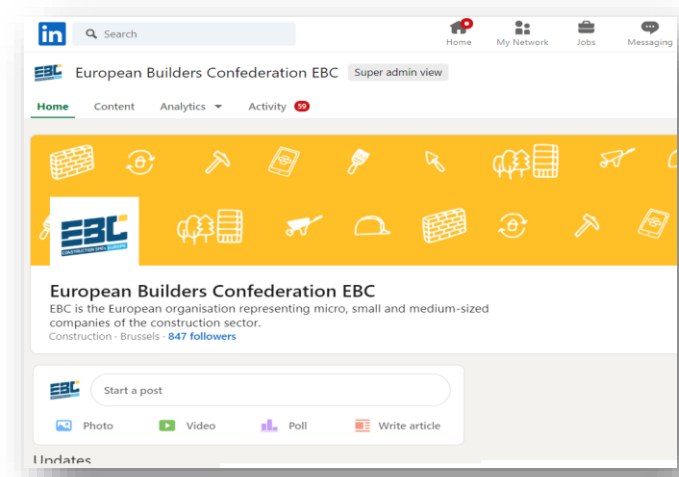 in Search
Home My Network Jobs Messaging
EBC European Builders Confederation EBC Super admin view
Home Content Analytics Activity 59
EBC
CONSTRUCTION SMEs EUROPE
European Builders Confederation EBC
EBC is the European organisation representing micro, small and medium-sized
companies of the construction sector.
Construction · Brussels · 847 followers
EBC Start a post
Photo Video Poll Write article
Updates